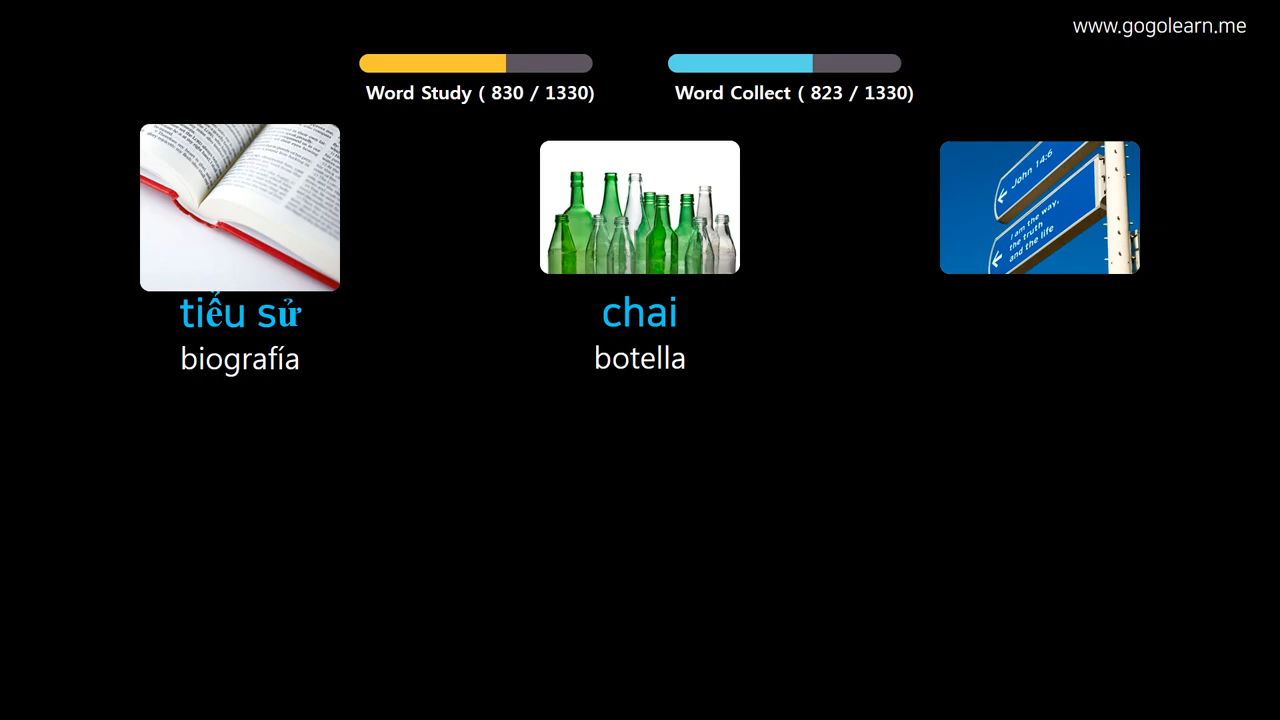 www.gogolearn.me
Word Study ( 830 / 1330)
Word Collect ( 823 / 1330)
John 14:6
I am the way,
the truth
and the life
tiểu sử
biografía
chai
botella